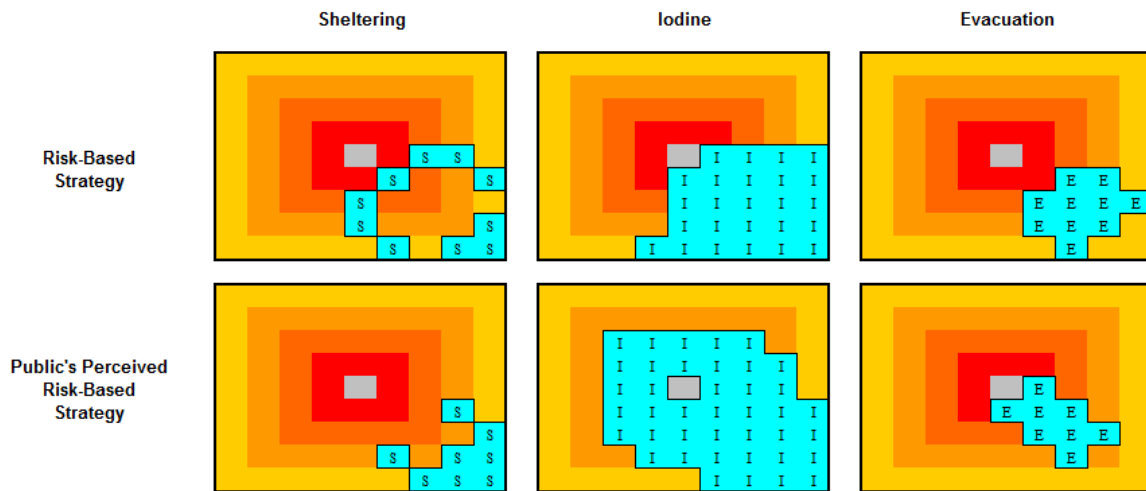 Sheltering
Iodine
Evacuation
Risk-Based
Strategy
S S
S S
S
S S
S S S
I I I I
I I I I I
I I I I I
I I I I I
I I I I I I
E E
E E E E
E E E
E
Public's Perceived
Risk-Based
Strategy
S
S
S S S
S S S
I I I I I
I I I I I I
I I I I I
I I I I I I I
I I I I I I I
I I I I I I
I I I I
E
E E E
E E E
E